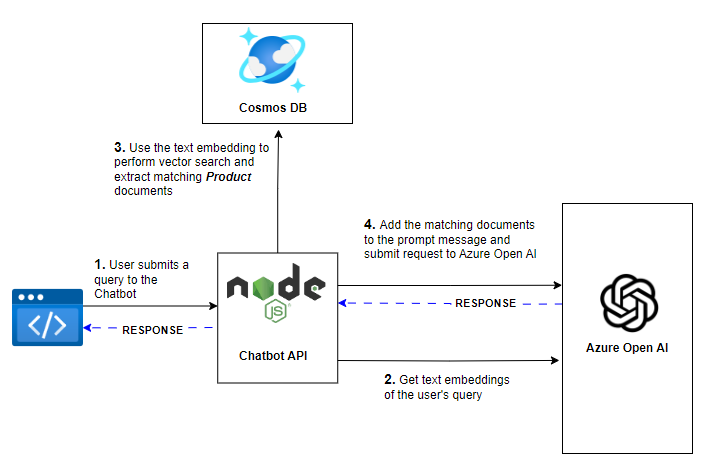 Cosmos DB
3. Use the text embedding to
perform vector search and
extract matching Product
documents
4. Add the matching documents
to the prompt message and
submit request to Azure Open AI
1. User submits a
query to the
Chatbot
node
JS
®
RESPONSE
RESPONSE
Chatbot API
Azure Open AI
2. Get text embeddings
of the user's query